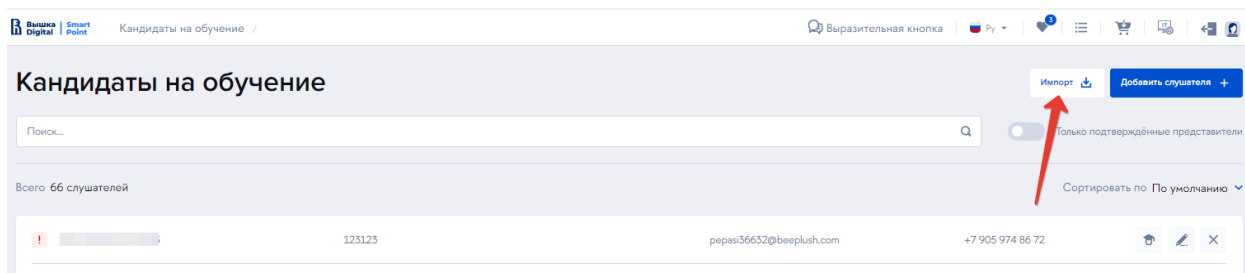 Вышка | Smart
Digital | Point
Кандидаты на обучение /
Выразительная кнопка
Ру
3
IT
Кандидаты на обучение
Импорт
Добавить слушателя +
Поиск...
Только подтверждённые представители
Всего 66 слушателей
Сортировать по По умолчанию
!
123123
pepasi36632@beeplush.com
+7 905 974 86 72